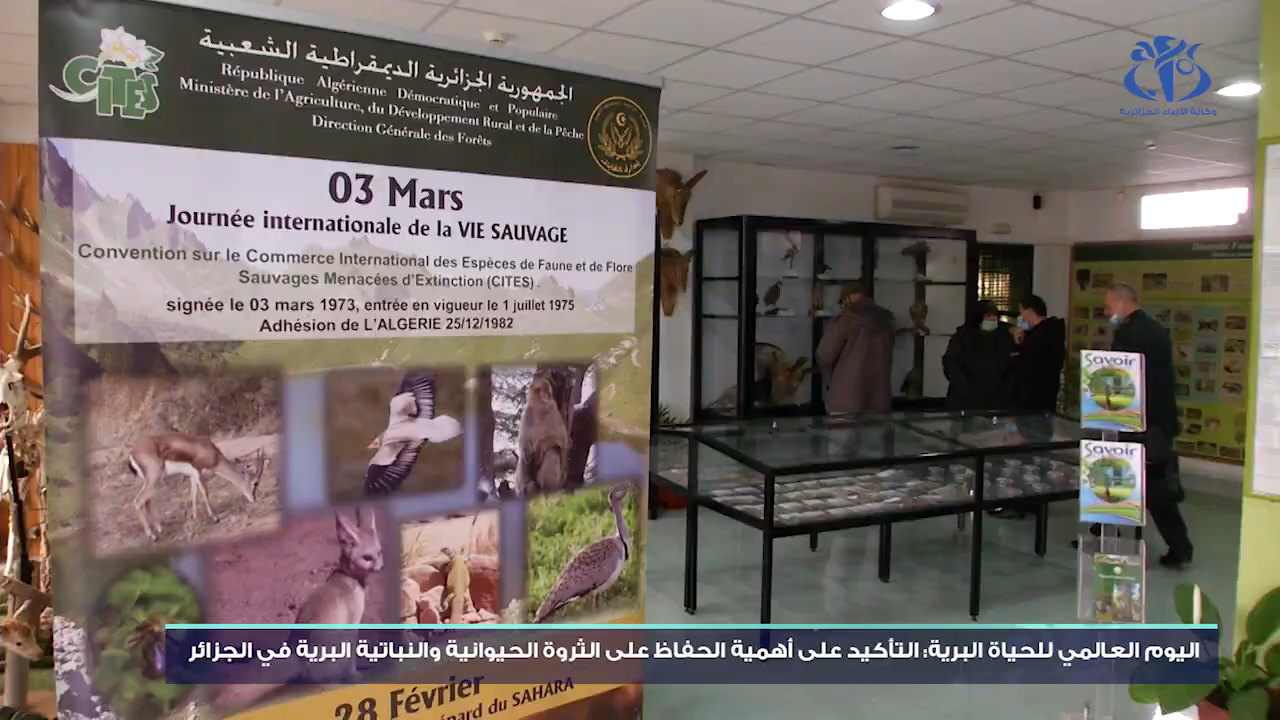 CITES
الجمهورية الجزائرية الديمقراطية الشعبية
République Algérienne Démocratique et Populaire
Ministère de l'Agriculture, du Développement Rural et de la Pêche
Direction Générale des Forêts
03 Mars
Journée internationale de la VIE SAUVAGE
Convention sur le Commerce International des Espèces de Faune et de Flore
Sauvages Menacées d'Extinction (CITES) .
signée le 03 mars 1973, entrée en vigueur le 1 juillet 1975
Adhésion de L'ALGERIE 25/12/1982
28 Février
du SAHARA
وكالة الأنباء الجزائرية
Savoir
Savoir
اليوم العالمي للحياة البرية: التأكيد على أهمية الحفاظ على الثروة الحيوانية والنباتية البرية في الجزائر